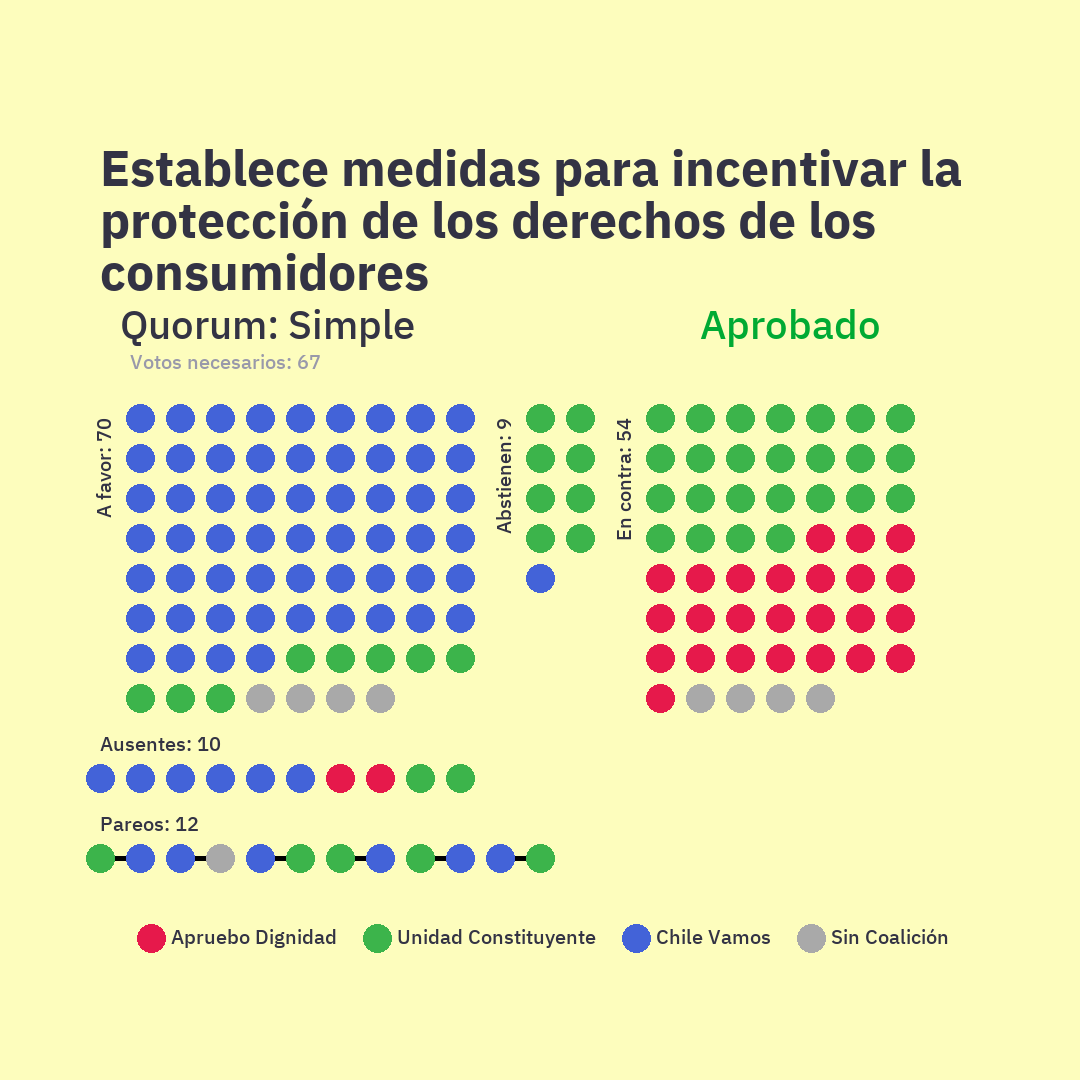 Establece medidas para incentivar la
protección de los derechos de los
consumidores
Quorum: Simple
Aprobado
Votos necesarios: 67
A favor: 70
Abstienen: 9
En contra: 54
Ausentes: 10
Pareos: 12
Apruebo Dignidad
Unidad Constituyente
Chile Vamos
Sin Coalición